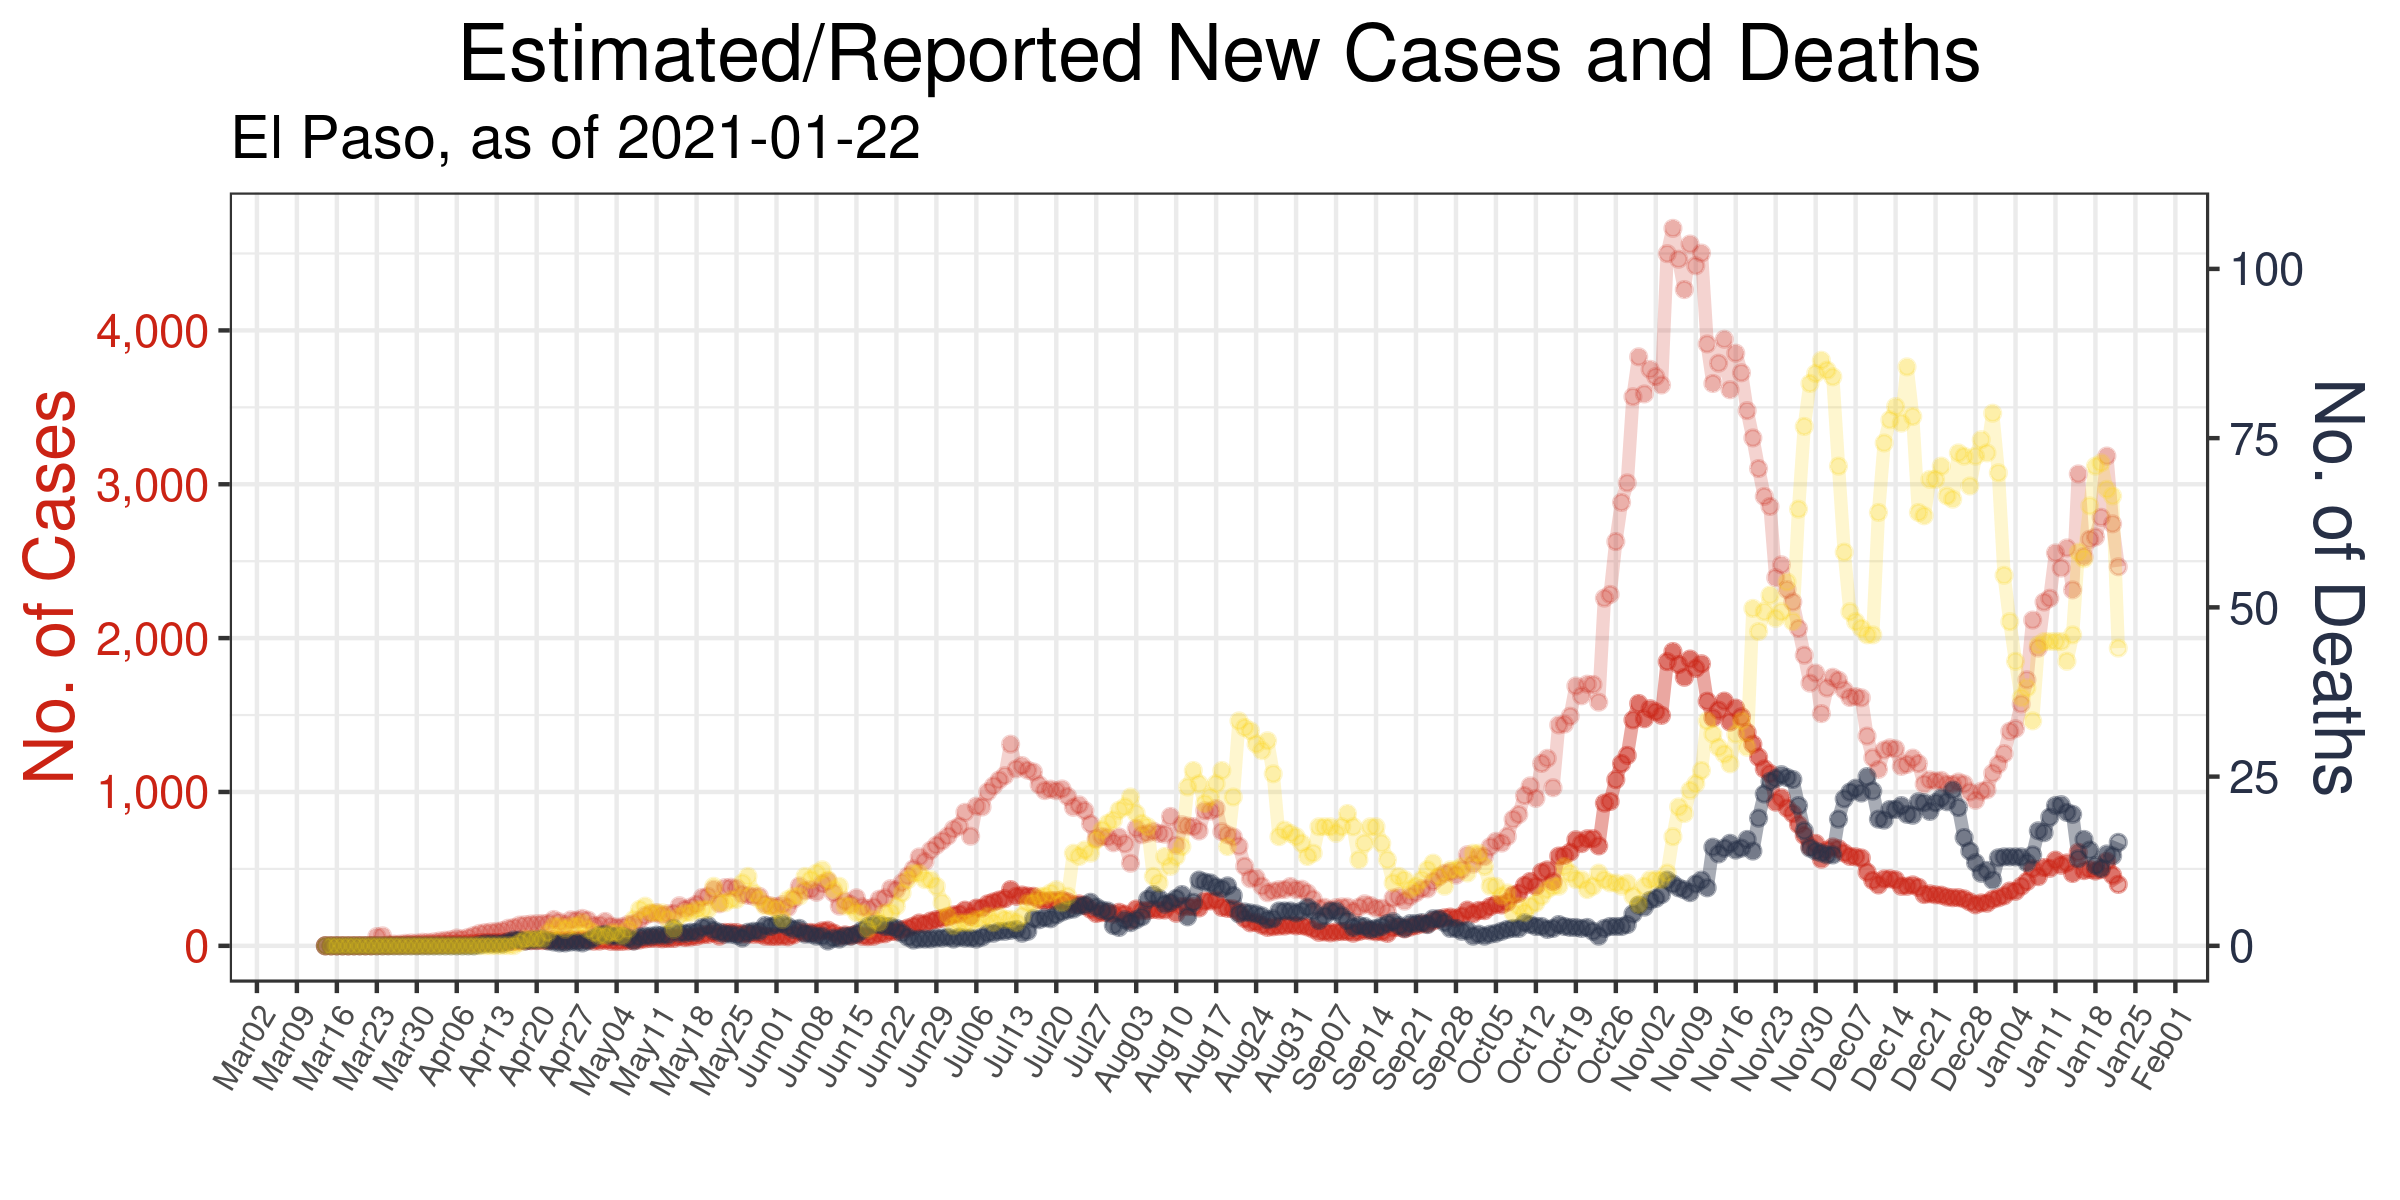 Estimated/Reported New Cases and Deaths
El Paso, as of 2021-01-22
No. of Cases
4,000
3,000
2,000
1,000
0
100
75
50
25
0
No. of Deaths
Mar02 Mar09 Mar16 Mar23 Mar30 Apr06 Apr13 Apr20 Apr27 May04 May11 May18 May25 Jun01 Jun08 Jun15 Jun22 Jun29 Jul06 Jul13 Jul20 Jul27 Aug03 Aug10 Aug17 Aug24 Aug31 Sep07 Sep14 Sep21 Sep28 Oct05 Oct12 Oct19 Oct26 Nov02 Nov09 Nov16 Nov23 Nov30 Dec07 Dec14 Dec21 Dec28 Jan04 Jan11 Jan18 Jan25 Feb01